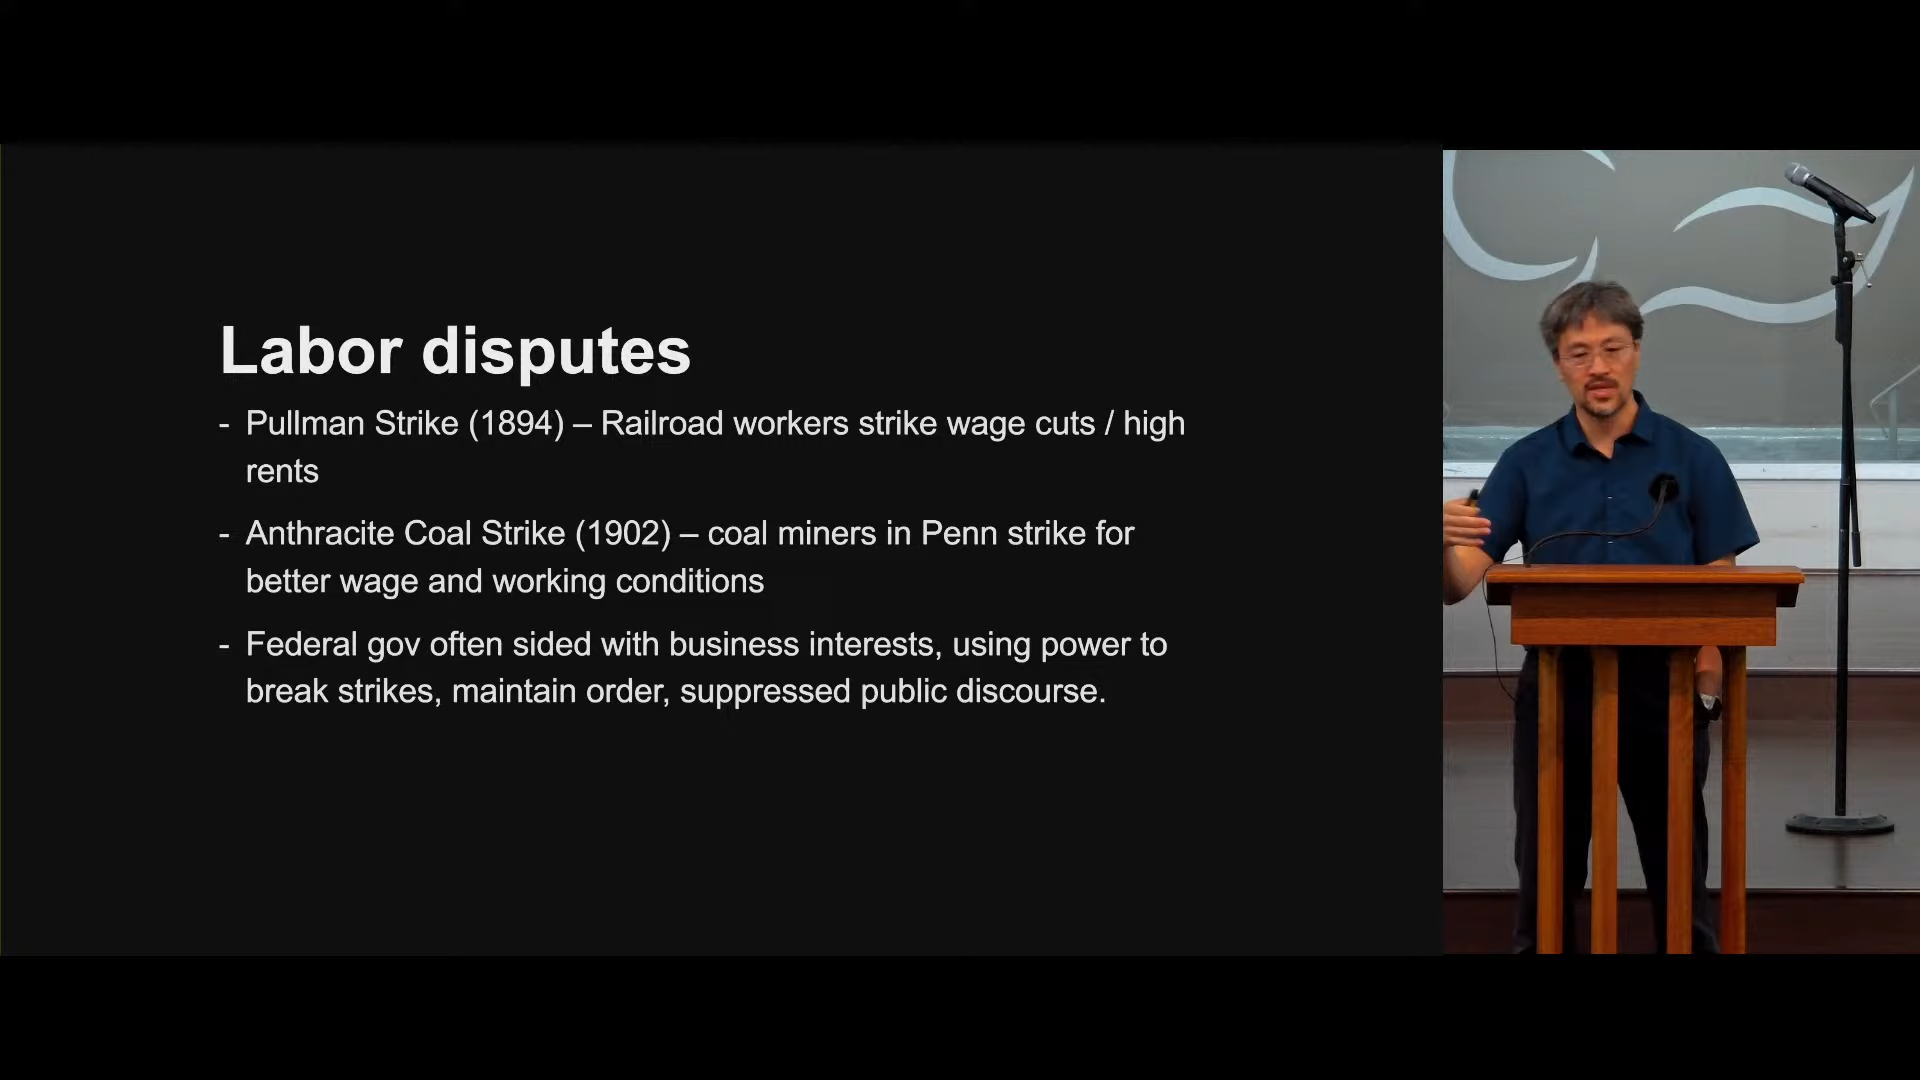 Labor disputes
- Pullman Strike (1894) – Railroad workers strike wage cuts / high
rents
- Anthracite Coal Strike (1902) – coal miners in Penn strike for
better wage and working conditions
- Federal gov often sided with business interests, using power to
break strikes, maintain order, suppressed public discourse.